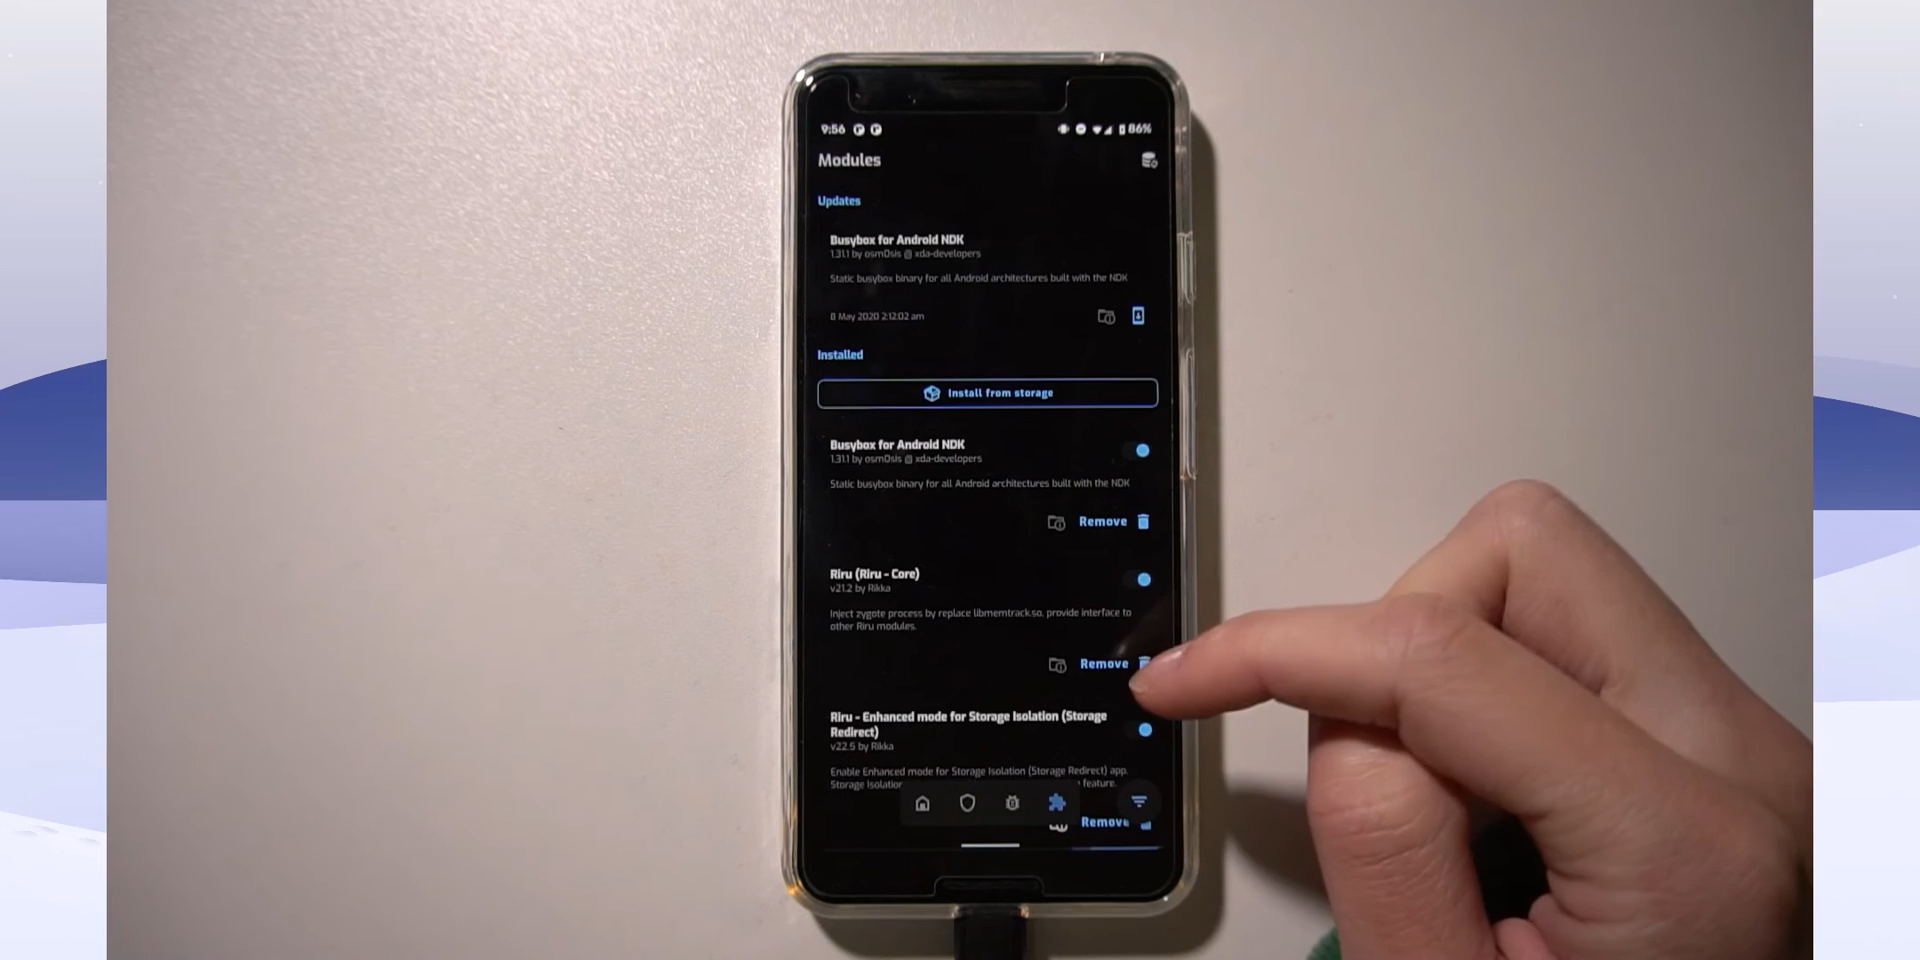 9:56
86%
Modules
Updates
Busybox for Android NDK
1.31.1 by osm0sis @ xda-developers
Static busybox binary for all Android architectures built with the NDK
8 May 2020 2:12:02 am
Installed
Install from storage
Busybox for Android NDK
1.31.1 by osm0sis @ xda-developers
Static busybox binary for all Android architectures built with the NDK
Remove
Riru (Riru - Core)
v21.2 by Rikka
Inject zygote process by replace libmemtrack.so, provide interface to
other Riru modules.
Remove
Riru - Enhanced mode for Storage Isolation (Storage
Redirect)
v22.5 by Rikka
Enable Enhanced mode for Storage Isolation (Storage Redirect) app.
Storage Isolation feature.
Remove